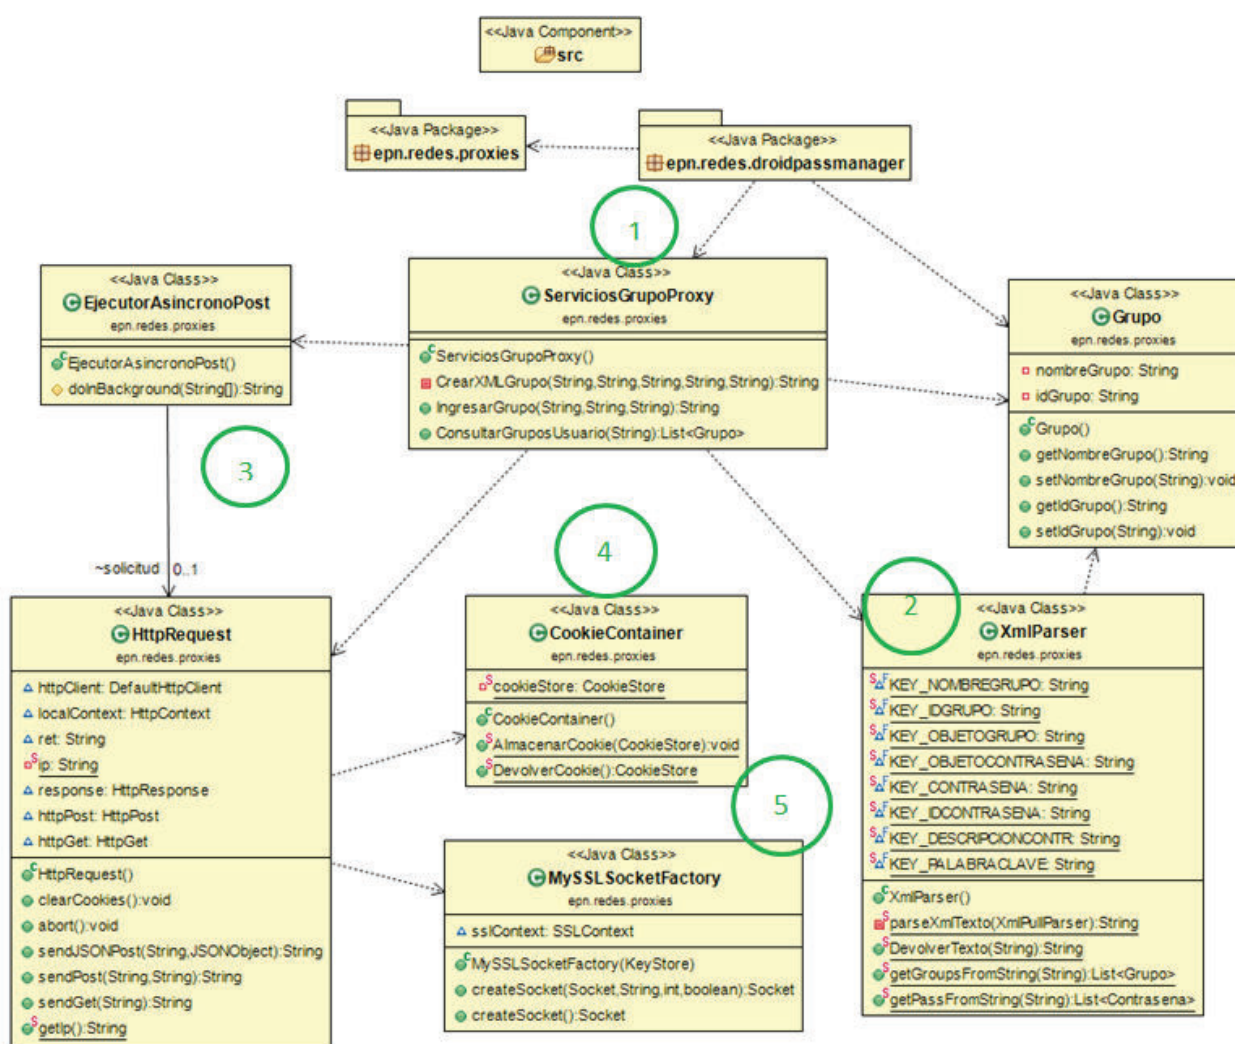 <<Java Component>>
src
<<Java Package>>
epn.redes.proxies
<<Java Package>>
epn.redes.droidpassmanager
1
<<Java Class>>
EjecutorAsincronoPost
epn.redes.proxies
EjecutorAsincronoPost()
doInBackground(String[]):String
<<Java Class>>
ServiciosGrupoProxy
epn.redes.proxies
ServiciosGrupoProxy()
CrearXMLGrupo(String,String,String,String,String):String
IngresarGrupo(String,String,String):String
ConsultarGruposUsuario(String):List<Grupo>
<<Java Class>>
Grupo
epn.redes.proxies
nombreGrupo: String
idGrupo: String
Grupo()
getNombreGrupo():String
setNombreGrupo(String):void
getIdGrupo():String
setIdGrupo(String):void
3
~solicitud 0..1
4
2
<<Java Class>>
HttpRequest
epn.redes.proxies
httpClient: DefaultHttpClient
localContext: HttpContext
ret: String
ip: String
response: HttpResponse
httpPost: HttpPost
httpGet: HttpGet
HttpRequest()
clearCookies():void
abort():void
sendJSONPost(String,JSONObject):String
sendPost(String,String):String
sendGet(String):String
getIp():String
<<Java Class>>
CookieContainer
epn.redes.proxies
cookieStore: CookieStore
CookieContainer()
AlmacenarCookie(CookieStore):void
DevolverCookie():CookieStore
5
<<Java Class>>
MySSLSocketFactory
epn.redes.proxies
sslContext: SSLContext
MySSLSocketFactory(KeyStore)
createSocket(Socket,String,int,boolean):Socket
createSocket():Socket
<<Java Class>>
XmlParser
epn.redes.proxies
KEY_NOMBREGRUPO: String
KEY_IDGRUPO: String
KEY_OBJETOGRUPO: String
KEY_OBJETOCONTRASENA: String
KEY_CONTRASENA: String
KEY_IDCONTRASENA: String
KEY_DESCRIPCIONCONTR: String
KEY_PALABRACLAVE: String
XmlParser()
parseXmlTexto(XmlPullParser):String
DevolverTexto(String):String
getGroupsFromString(String):List<Grupo>
getPassFromString(String):List<Contrasena>